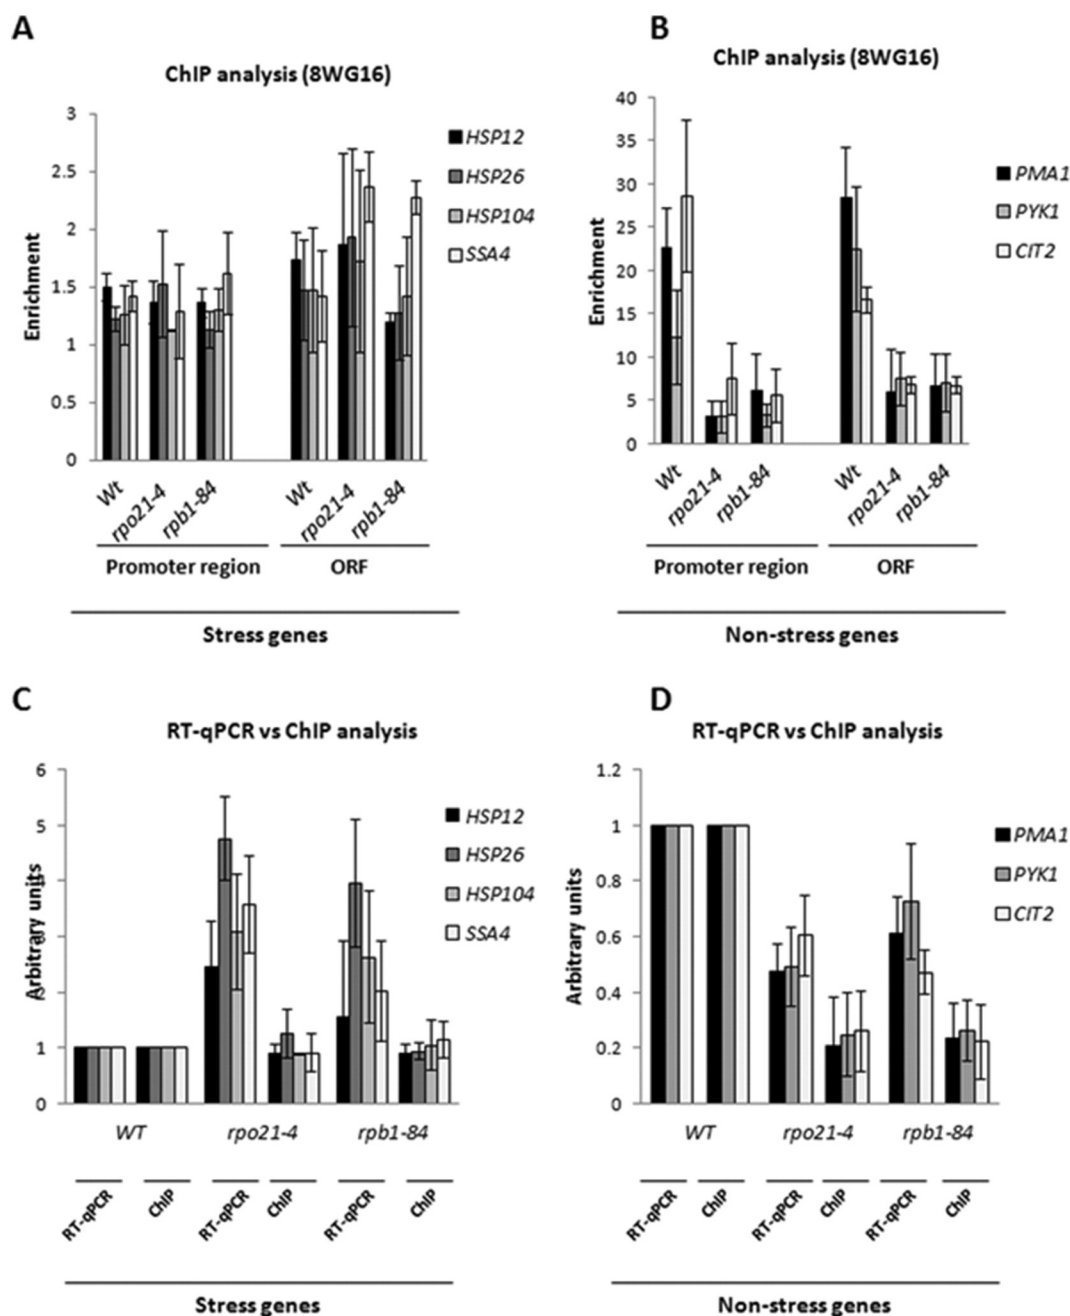 A
ChIP analysis (8WG16)
3
2.5
2
1.5
1
0.5
0
Enrichment
HSP12
HSP26
HSP104
SSA4
Wt
rpo21-4
rpb1-84
Wt
rpo21-4
rpb1-84
Promoter region
ORF
Stress genes
B
ChIP analysis (8WG16)
40
35
30
25
20
15
10
5
0
Enrichment
PMA1
PYK1
CIT2
Wt
rpo21-4
rpb1-84
Wt
rpo21-4
rpb1-84
Promoter region
ORF
Non-stress genes
C
RT-qPCR vs ChIP analysis
6
5
1
0
Arbitrary units
HSP12
HSP26
HSP104
SSA4
WT
rpo21-4
rpb1-84
RT-qPCR
ChIP
RT-qPCR
ChIP
RT-qPCR
ChIP
Stress genes
D
RT-qPCR vs ChIP analysis
1.2
1
0.8
0.6
0.4
0.2
0
Arbitrary units
PMA1
PYK1
CIT2
WT
rpo21-4
rpb1-84
RT-qPCR
ChIP
RT-qPCR
ChIP
RT-qPCR
ChIP
Non-stress genes